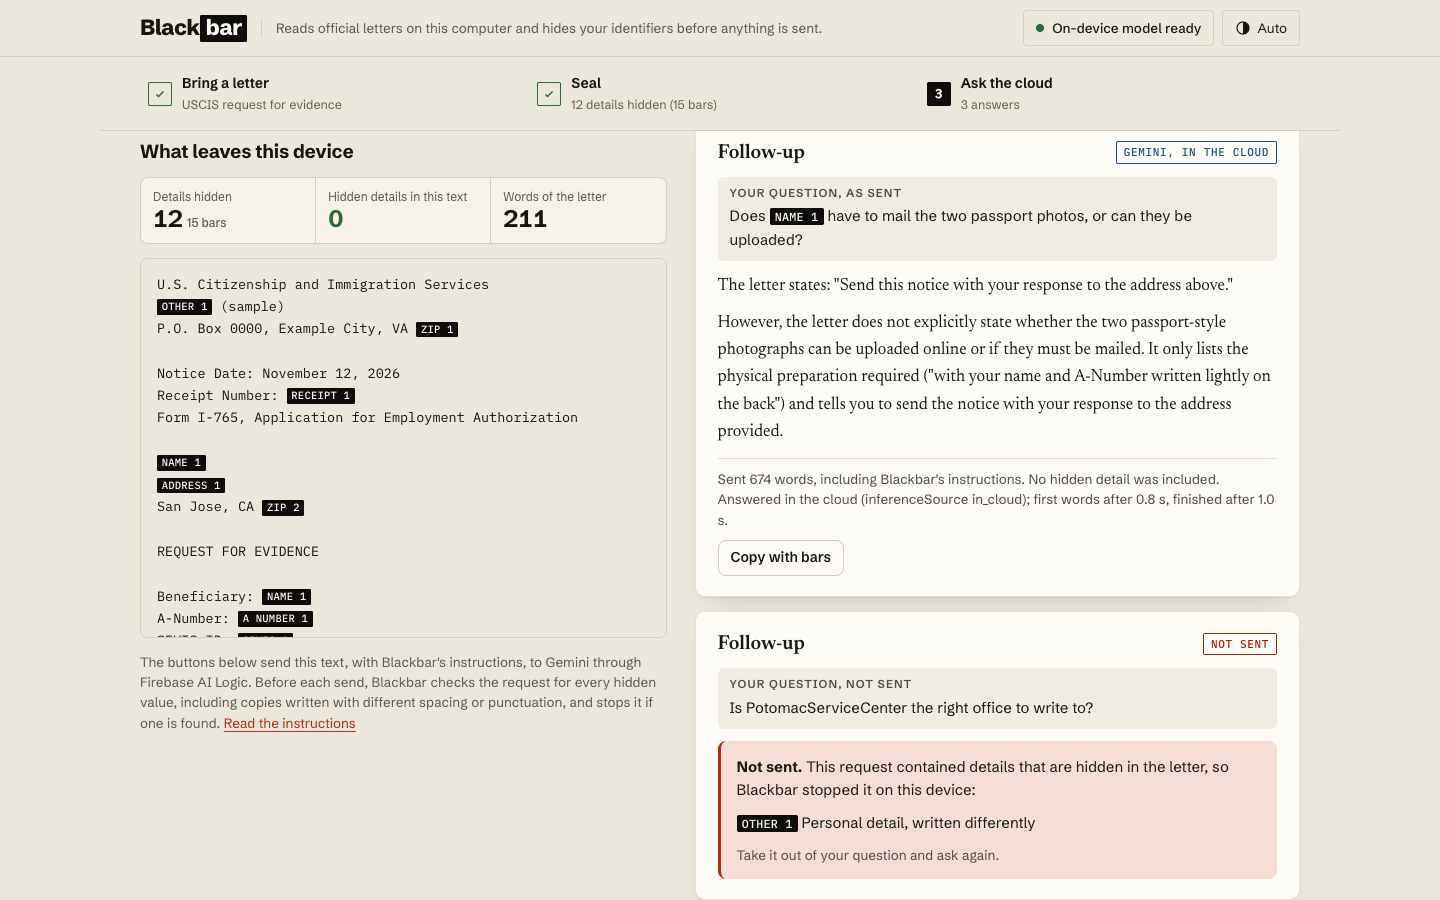 Blackbar
Reads official letters on this computer and hides your identifiers before anything is sent.
On-device model ready
Auto
Bring a letter
USCIS request for evidence
Seal
12 details hidden (15 bars)
3
Ask the cloud
3 answers
What leaves this device
Details hidden
12 15 bars
Hidden details in this text
0
Words of the letter
211
U.S. Citizenship and Immigration Services
OTHER 1 (sample)
P.O. Box 0000, Example City, VA ZIP 1
Notice Date: November 12, 2026
Receipt Number: RECEIPT 1
Form I-765, Application for Employment Authorization
NAME 1
ADDRESS 1
San Jose, CA ZIP 2
REQUEST FOR EVIDENCE
Beneficiary: NAME 1
A-Number: A NUMBER 1
The buttons below send this text, with Blackbar's instructions, to Gemini through
Firebase AI Logic. Before each send, Blackbar checks the request for every hidden
value, including copies written with different spacing or punctuation, and stops it if
one is found. Read the instructions
Follow-up
GEMINI, IN THE CLOUD
YOUR QUESTION, AS SENT
Does NAME 1 have to mail the two passport photos, or can they be
uploaded?
The letter states: "Send this notice with your response to the address above."
However, the letter does not explicitly state whether the two passport-style
photographs can be uploaded online or if they must be mailed. It only lists the
physical preparation required ("with your name and A-Number written lightly on
the back") and tells you to send the notice with your response to the address
provided.
Sent 674 words, including Blackbar's instructions. No hidden detail was included.
Answered in the cloud (inferenceSource in_cloud); first words after 0.8 s, finished after 1.0
s.
Copy with bars
Follow-up
NOT SENT
YOUR QUESTION, NOT SENT
Is PotomacServiceCenter the right office to write to?
Not sent. This request contained details that are hidden in the letter, so
Blackbar stopped it on this device:
OTHER 1 Personal detail, written differently
Take it out of your question and ask again.